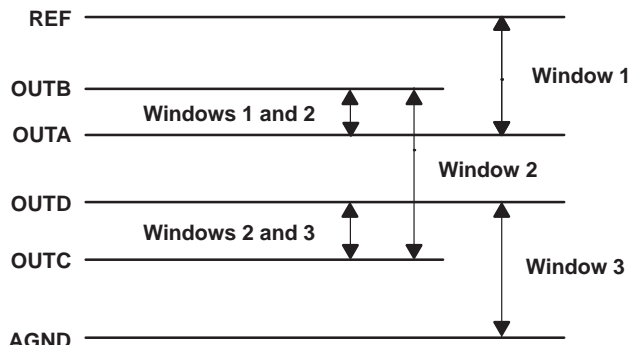 REF
Window 1
OUTB
Windows 1 and 2
OUTA
Window 2
OUTD
Windows 2 and 3
OUTC
Window 3
AGND